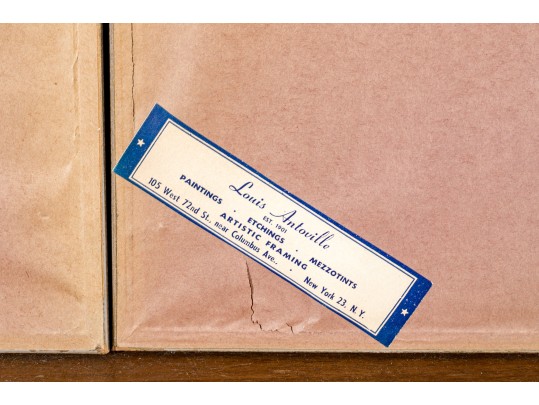 Louis Antoville
EST. 1901
PAINTINGS . ETCHINGS . MEZZOTINTS
ARTISTIC FRAMING
105 West 72nd St., near Columbus Ave., . New York 23, N. Y.